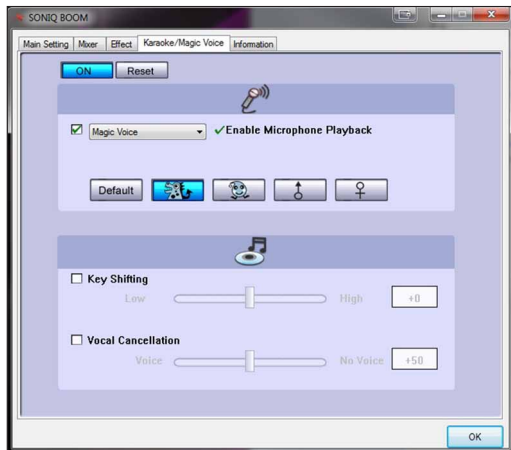 SONIQ BOOM
Main Setting Mixer Effect Karaoke/Magic Voice Information
ON Reset
Magic Voice Enable Microphone Playback
Default
Key Shifting
Low High +0
Vocal Cancellation
Voice No Voice +50
OK